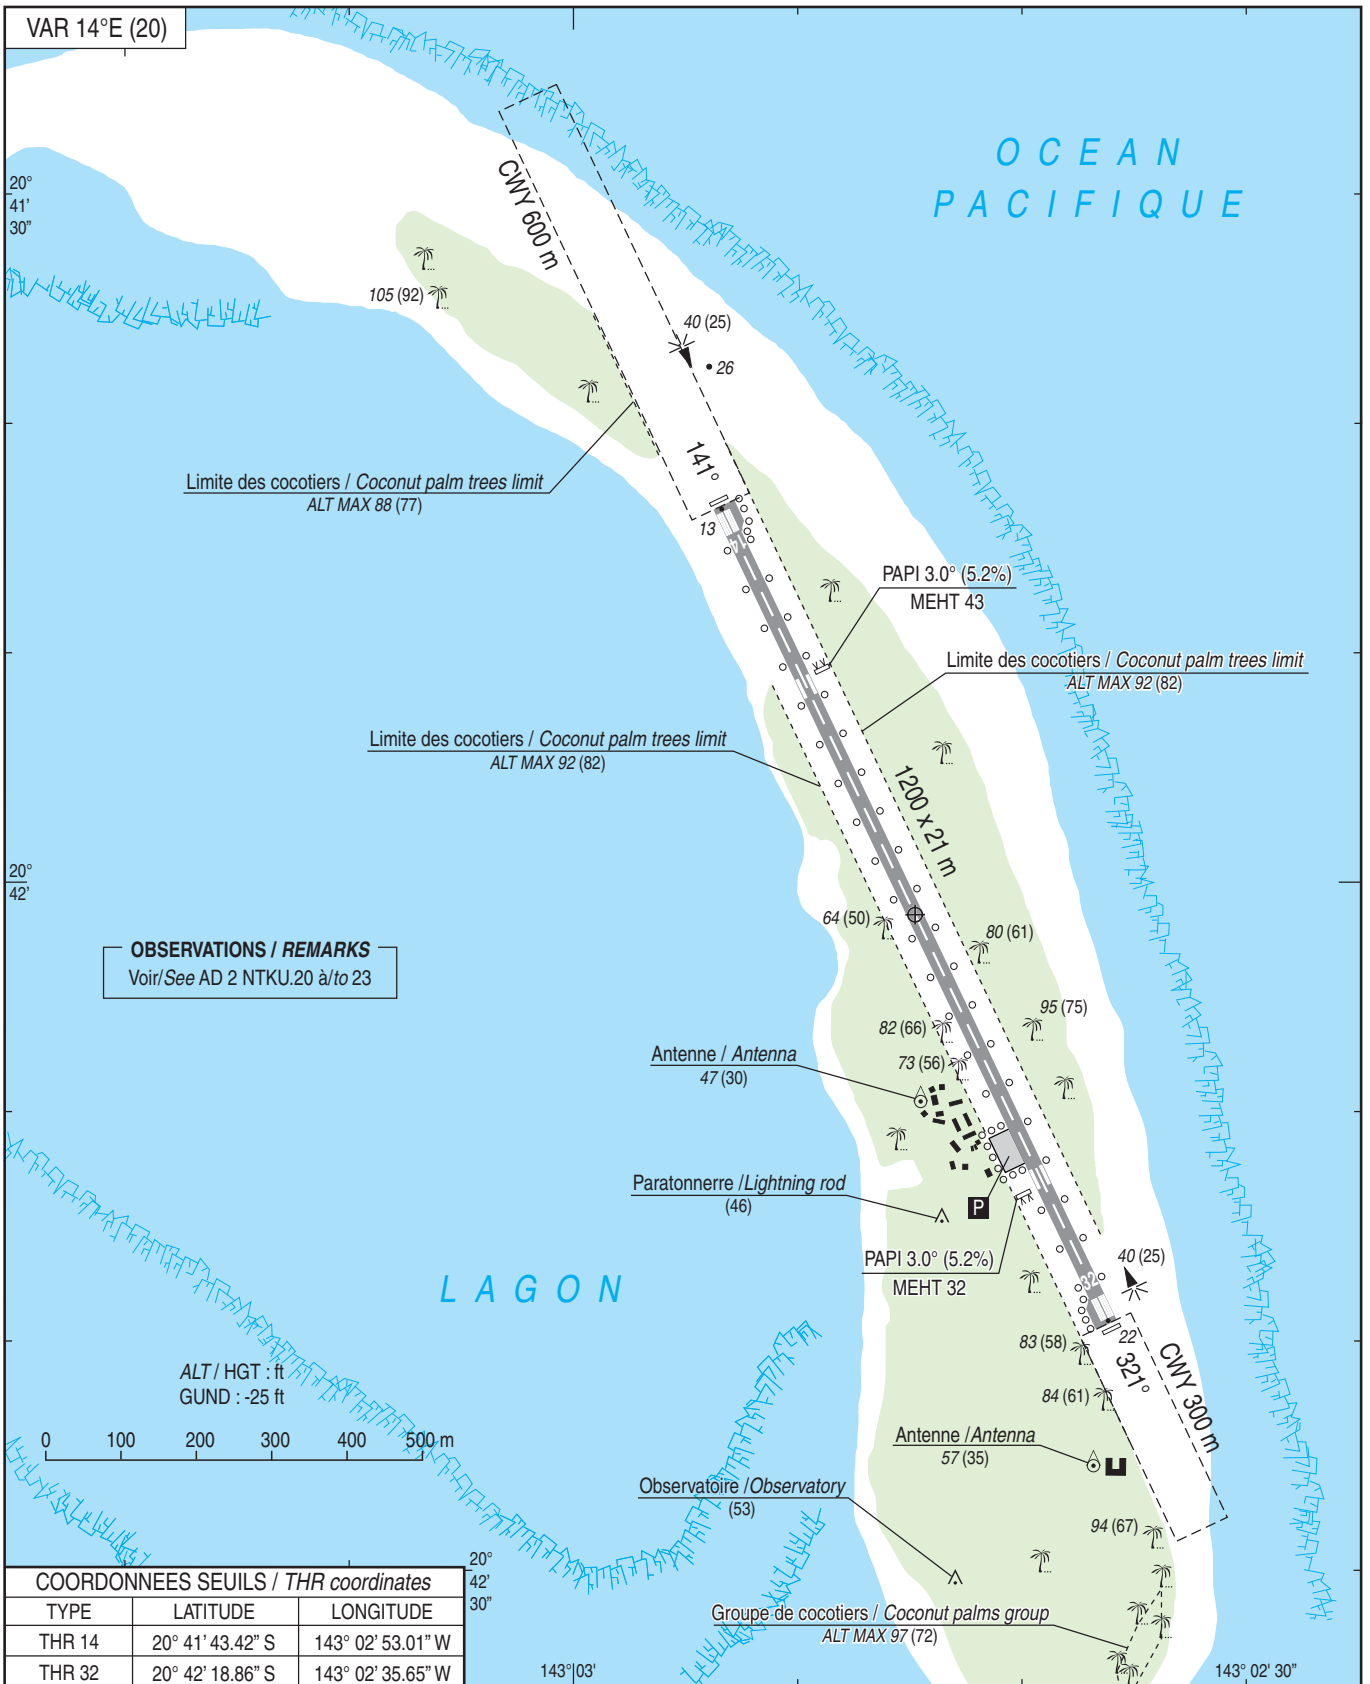 VAR 14°E (20)
OCEAN
PACIFIQUE
20°
41'
30"
CWY 600 m
105 (92)
40 (25)
26
141°
Limite des cocotiers / Coconut palm trees limit
ALT MAX 88 (77)
13
14
PAPI 3.0° (5.2%)
MEHT 43
Limite des cocotiers / Coconut palm trees limit
ALT MAX 92 (82)
Limite des cocotiers / Coconut palm trees limit
ALT MAX 92 (82)
1200 x 21 m
20°
42'
64 (50)
80 (61)
OBSERVATIONS / REMARKS
Voir/See AD 2 NTKU.20 à/to 23
95 (75)
82 (66)
73 (56)
Antenne / Antenna
47 (30)
Paratonnerre /Lightning rod
(46)
P
PAPI 3.0° (5.2%)
MEHT 32
40 (25)
LAGON
32
22
83 (58)
321°
CWY 300 m
84 (61)
ALT / HGT : ft
GUND : -25 ft
0 100 200 300 400 500 m
Antenne /Antenna
57 (35)
Observatoire /Observatory
(53)
94 (67)
20°
42'
30"
Groupe de cocotiers / Coconut palms group
ALT MAX 97 (72)
COORDONNEES SEUILS / THR coordinates
TYPE LATITUDE LONGITUDE
THR 14 20° 41' 43.42" S 143° 02' 53.01" W
THR 32 20° 42' 18.86" S 143° 02' 35.65" W
143° 03'
143° 02' 30"